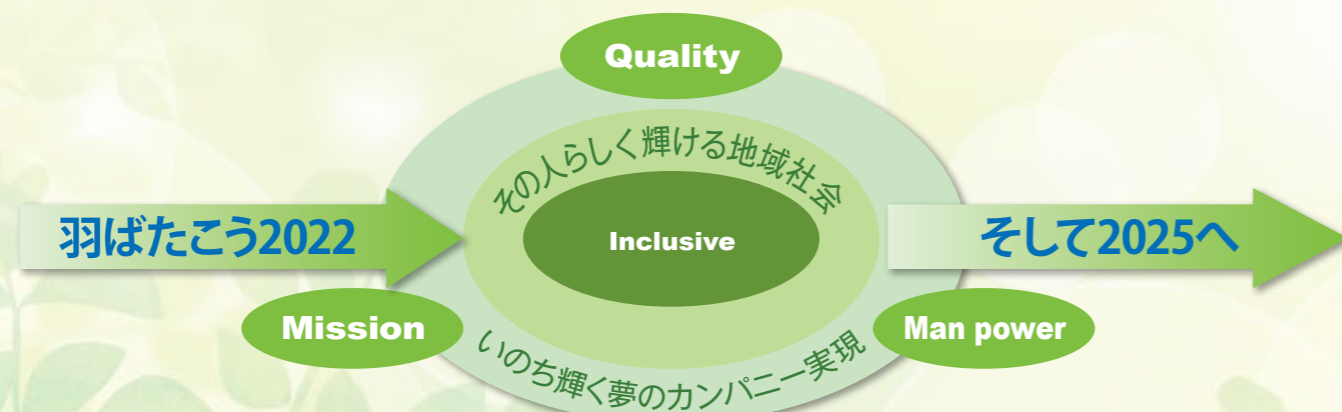 Quality
その人らしく輝ける地域社会
羽ばたこう2022
Inclusive
そして2025へ
Mission
Man power
いのち輝く夢のカンパニー実現